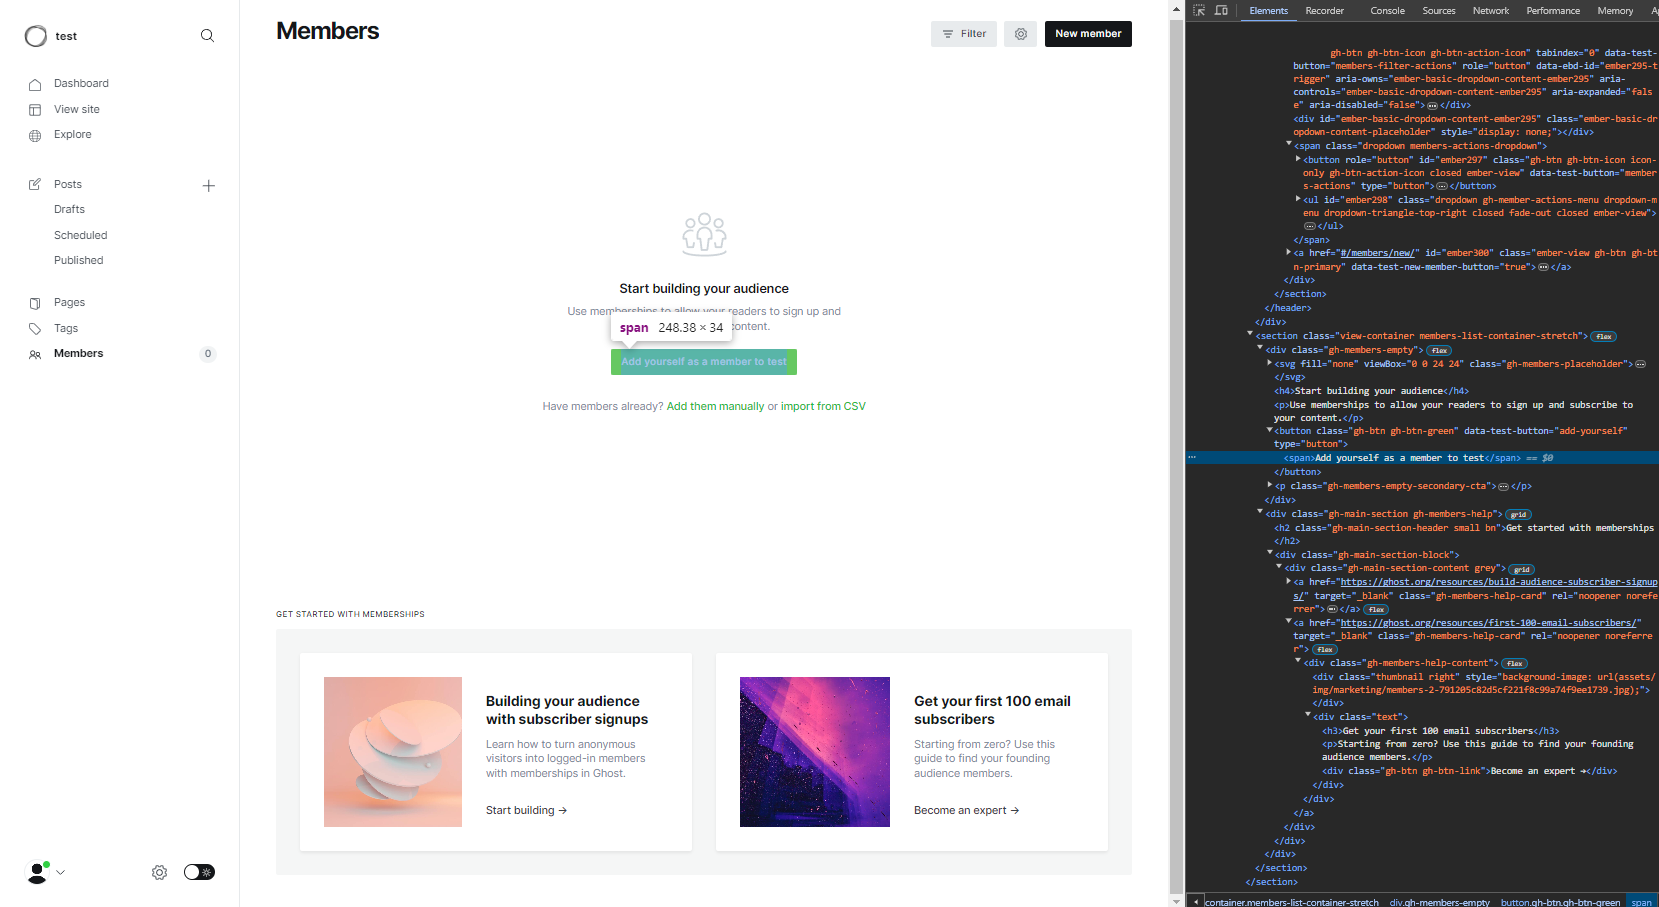 test
Dashboard
View site
Explore
Posts
Drafts
Scheduled
Published
Pages
Tags
Members
0
Members
Filter
New member
Start building your audience
Use memberships to allow your readers to sign up and
content.
span 248.38 × 34
Add yourself as a member to test
Have members already? Add them manually or import from CSV
GET STARTED WITH MEMBERSHIPS
Building your audience
with subscriber signups
Learn how to turn anonymous
visitors into logged-in members
with memberships in Ghost.
Start building →
Get your first 100 email
subscribers
Starting from zero? Use this
guide to find your founding
audience members.
Become an expert →
Elements Recorder Console Sources Network Performance Memory
gh-btn gh-btn-icon gh-btn-action-icon" tabindex="0" data-test-
button="members-filter-actions" role="button" data-ebd-id="ember295-t
rigger" aria-owns="ember-basic-dropdown-content-ember295" aria-
controls="ember-basic-dropdown-content-ember295" aria-expanded="fals
e" aria-disabled="false">…</div>
<div id="ember-basic-dropdown-content-ember295" class="ember-basic-dr
opdown-content-placeholder" style="display: none;"></div>
<span class="dropdown members-actions-dropdown">
<button role="button" id="ember297" class="gh-btn gh-btn-icon icon-
only gh-btn-action-icon closed ember-view" data-test-button="member
s-actions" type="button">…</button>
<ul id="ember298" class="dropdown gh-member-actions-menu dropdown-m
enu dropdown-triangle-top-right closed fade-out closed ember-view">
…</ul>
</span>
<a href="#/members/new/" id="ember300" class="ember-view gh-btn gh-bt
n-primary" data-test-new-member-button="true">…</a>
</div>
</section>
</header>
</div>
<section class="view-container members-list-container-stretch"> flex
<div class="gh-members-empty"> flex
<svg fill="none" viewBox="0 0 24 24" class="gh-members-placeholder">…
</svg>
<h4>Start building your audience</h4>
<p>Use memberships to allow your readers to sign up and subscribe to
your content.</p>
<button class="gh-btn gh-btn-green" data-test-button="add-yourself"
type="button">
<span>Add yourself as a member to test</span> == $0
</button>
<p class="gh-members-empty-secondary-cta">…</p>
</div>
<div class="gh-main-section gh-members-help"> grid
<h2 class="gh-main-section-header small bn">Get started with memberships
</h2>
<div class="gh-main-section-block">
<div class="gh-main-section-content grey"> grid
<a href="https://ghost.org/resources/build-audience-subscriber-signup
s/" target="_blank" class="gh-members-help-card" rel="noopener norefe
rrer">…</a> flex
<a href="https://ghost.org/resources/first-100-email-subscribers/"
target="_blank" class="gh-members-help-card" rel="noopener noreferre
r"> flex
<div class="gh-members-help-content"> flex
<div class="thumbnail right" style="background-image: url(assets/
img/marketing/members-2-791205c82d5cf221f8c99a74f9ee1739.jpg);">
</div>
<div class="text">
<h3>Get your first 100 email subscribers</h3>
<p>Starting from zero? Use this guide to find your founding
audience members.</p>
<div class="gh-btn gh-btn-link">Become an expert →</div>
</div>
</div>
</a>
</div>
</div>
</div>
</section>
</section>
container.members-list-container-stretch div.gh-members-empty button.gh-btn.gh-btn-green span